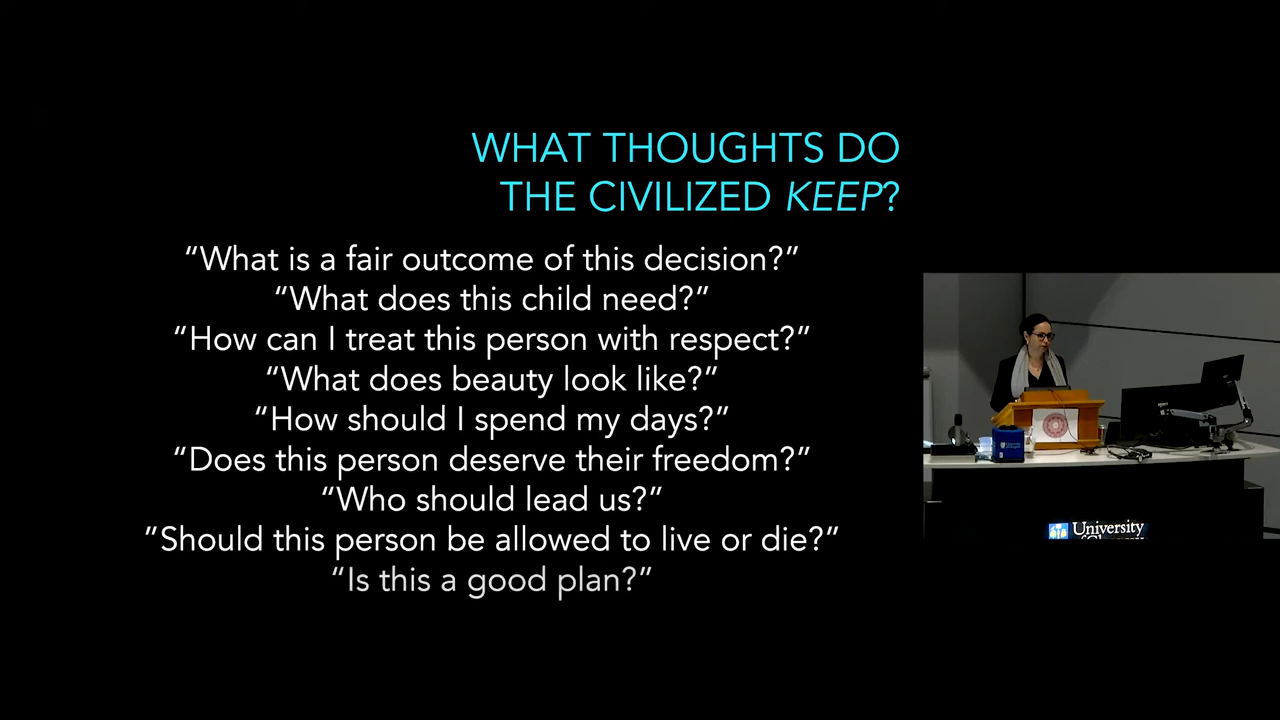 WHAT THOUGHTS DO
THE CIVILIZED KEEP?
“What is a fair outcome of this decision?”
“What does this child need?”
“How can I treat this person with respect?”
“What does beauty look like?”
“How should I spend my days?”
“Does this person deserve their freedom?”
“Who should lead us?”
“Should this person be allowed to live or die?”
“Is this a good plan?”
University